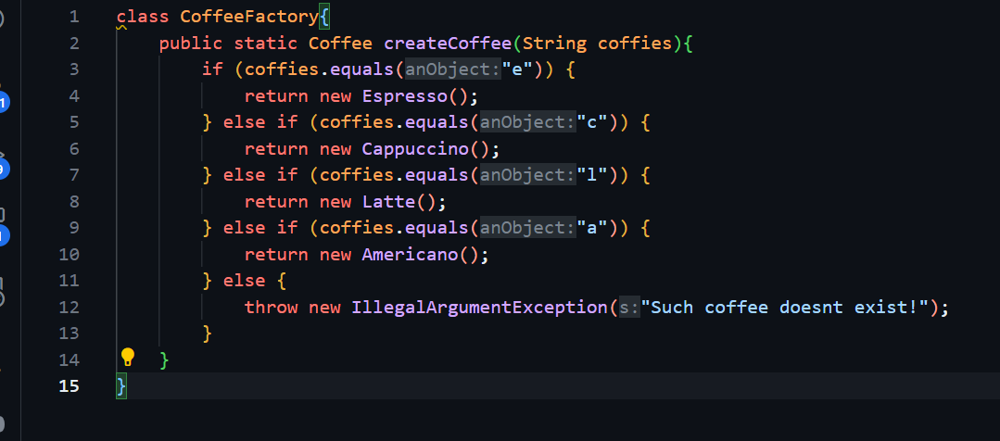 1 class CoffeeFactory{
2     public static Coffee createCoffee(String coffies){
3         if (coffies.equals(anObject:"e")) {
4             return new Espresso();
5         } else if (coffies.equals(anObject:"c")) {
6             return new Cappuccino();
7         } else if (coffies.equals(anObject:"l")) {
8             return new Latte();
9         } else if (coffies.equals(anObject:"a")) {
10             return new Americano();
11         } else {
12             throw new IllegalArgumentException(s:"Such coffee doesnt exist!");
13         }
14     }
15 }